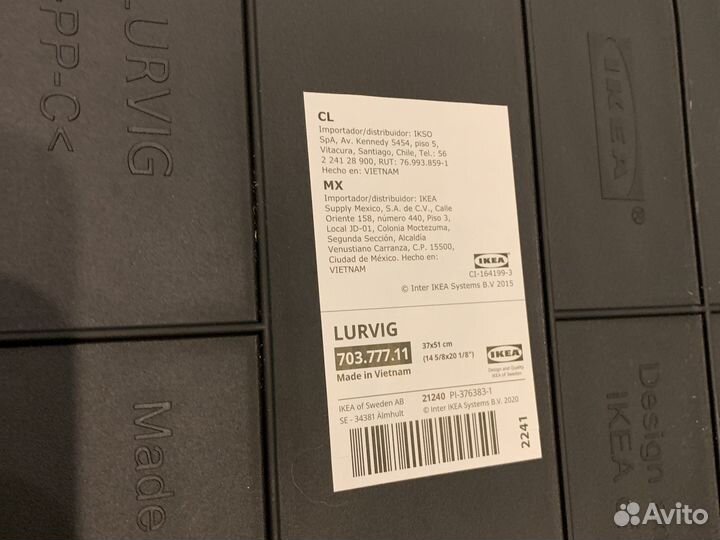 LURVIG
>PP-C<
IKEA
®
CL
Importador/distribuidor: IKSO
SpA, Av. Kennedy 5454, piso 5,
Vitacura, Santiago, Chile, Tel.: 56
2 241 28 900, RUT: 76.993.859-1
Hecho en: VIETNAM
MX
Importador/distribuidor: IKEA
Supply Mexico, S.A. de C.V., Calle
Oriente 158, número 440, Piso 3,
Local JD-01, Colonia Moctezuma,
Segunda Sección, Alcaldía
Venustiano Carranza, C.P. 15500,
Ciudad de México. Hecho en:
VIETNAM
IKEA
CI-164199-3
© Inter IKEA Systems B.V 2015
LURVIG
703.777.11
37x51 cm
(14 5/8x20 1/8")
Made in Vietnam
IKEA
Design and Quality
IKEA of Sweden
IKEA of Sweden AB
SE - 34381 Älmhult
21240 PI-376383-1
© Inter IKEA Systems B.V. 2020
2241
Made
Design
IKEA
Avito